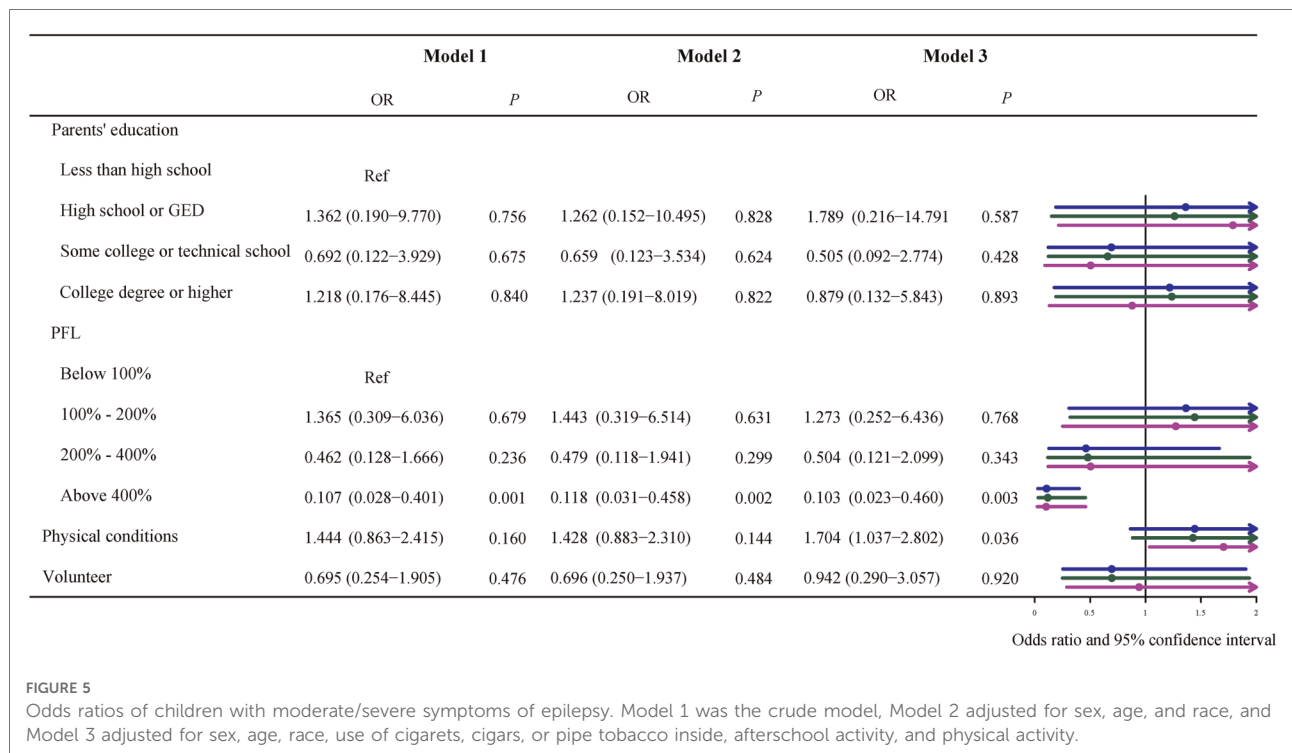 Model 1 Model 2 Model 3
OR P OR P OR P
Parents' education
Less than high school Ref
High school or GED 1.362 (0.190−9.770) 0.756 1.262 (0.152−10.495) 0.828 1.789 (0.216−14.791 0.587
Some college or technical school 0.692 (0.122−3.929) 0.675 0.659 (0.123−3.534) 0.624 0.505 (0.092−2.774) 0.428
College degree or higher 1.218 (0.176−8.445) 0.840 1.237 (0.191−8.019) 0.822 0.879 (0.132−5.843) 0.893
PFL
Below 100% Ref
100% - 200% 1.365 (0.309−6.036) 0.679 1.443 (0.319−6.514) 0.631 1.273 (0.252−6.436) 0.768
200% - 400% 0.462 (0.128−1.666) 0.236 0.479 (0.118−1.941) 0.299 0.504 (0.121−2.099) 0.343
Above 400% 0.107 (0.028−0.401) 0.001 0.118 (0.031−0.458) 0.002 0.103 (0.023−0.460) 0.003
Physical conditions 1.444 (0.863−2.415) 0.160 1.428 (0.883−2.310) 0.144 1.704 (1.037−2.802) 0.036
Volunteer 0.695 (0.254−1.905) 0.476 0.696 (0.250−1.937) 0.484 0.942 (0.290−3.057) 0.920
0 0.5 1 1.5 2
Odds ratio and 95% confidence interval
FIGURE 5
Odds ratios of children with moderate/severe symptoms of epilepsy. Model 1 was the crude model, Model 2 adjusted for sex, age, and race, and
Model 3 adjusted for sex, age, race, use of cigarets, cigars, or pipe tobacco inside, afterschool activity, and physical activity.